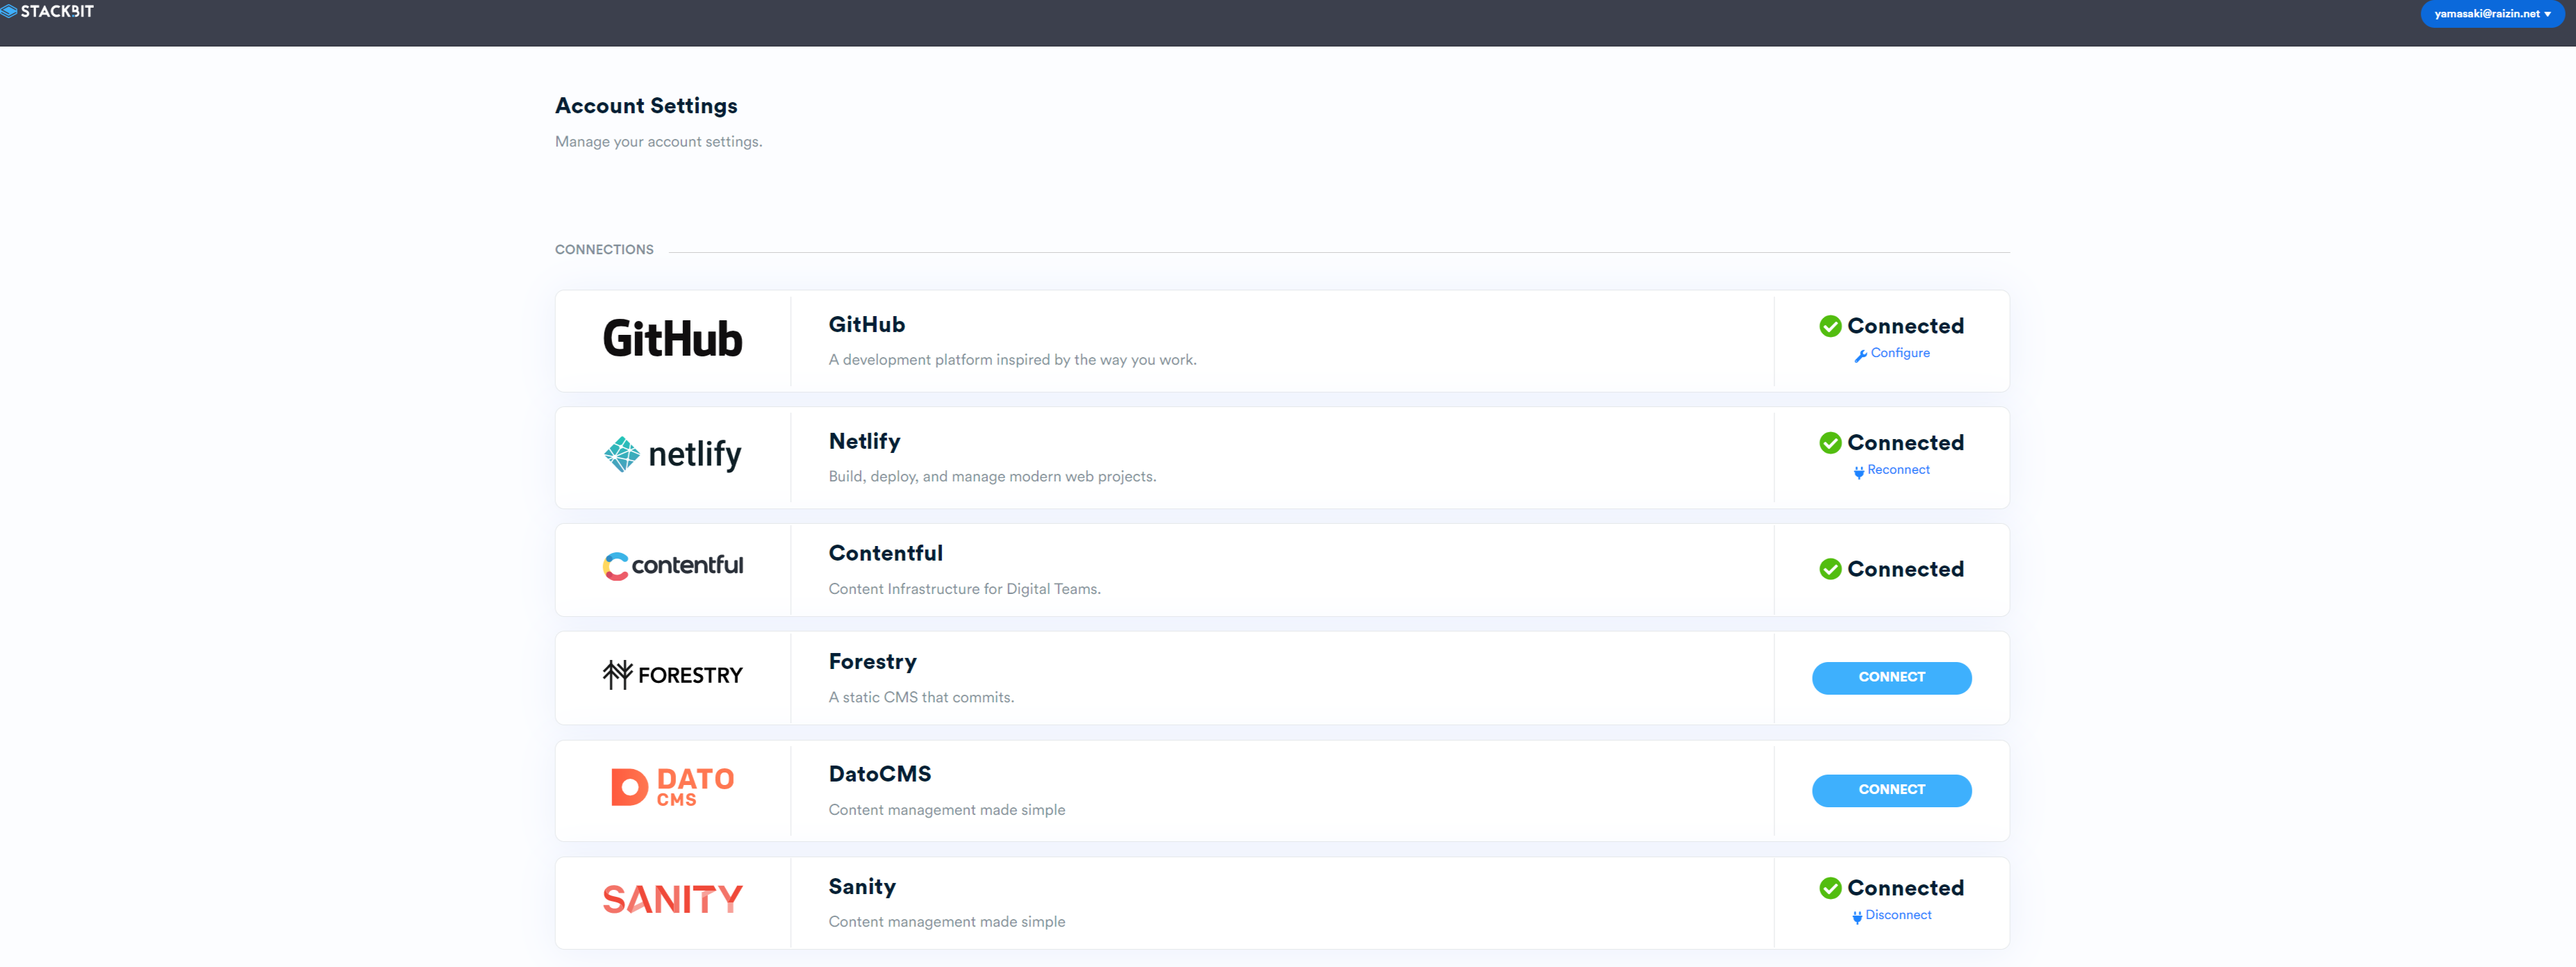 STACKBIT
yamasaki@raizin.net
Account Settings
Manage your account settings.
CONNECTIONS
GitHub
GitHub
A development platform inspired by the way you work.
Connected
Configure
netlify
Netlify
Build, deploy, and manage modern web projects.
Connected
Reconnect
contentful
Contentful
Content Infrastructure for Digital Teams.
Connected
FORESTRY
Forestry
A static CMS that commits.
CONNECT
DATO
CMS
DatoCMS
Content management made simple
CONNECT
SANITY
Sanity
Content management made simple
Connected
Disconnect